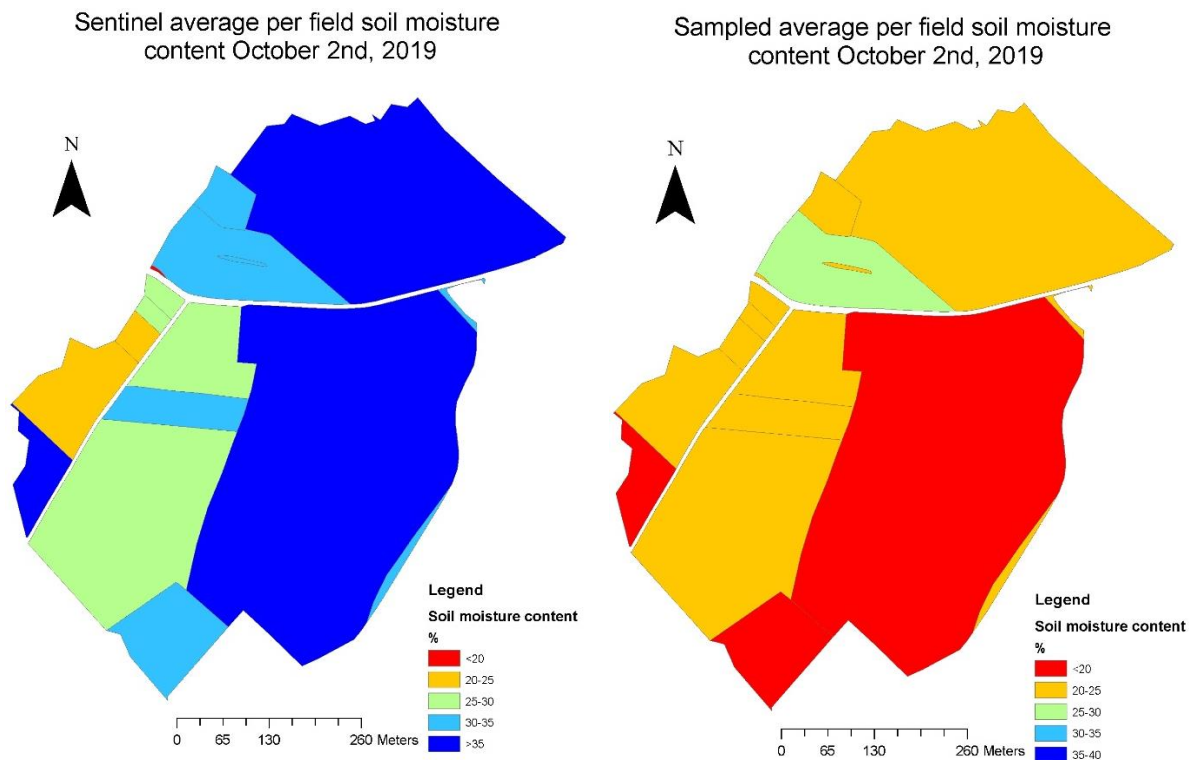 Sentinel average per field soil moisture
content October 2nd, 2019
N
Legend
Soil moisture content
%
<20
20-25
25-30
30-35
>35
0 65 130 260 Meters
Sampled average per field soil moisture
content October 2nd, 2019
N
Legend
Soil moisture content
%
<20
20-25
25-30
30-35
35-40
0 65 130 260 Meters